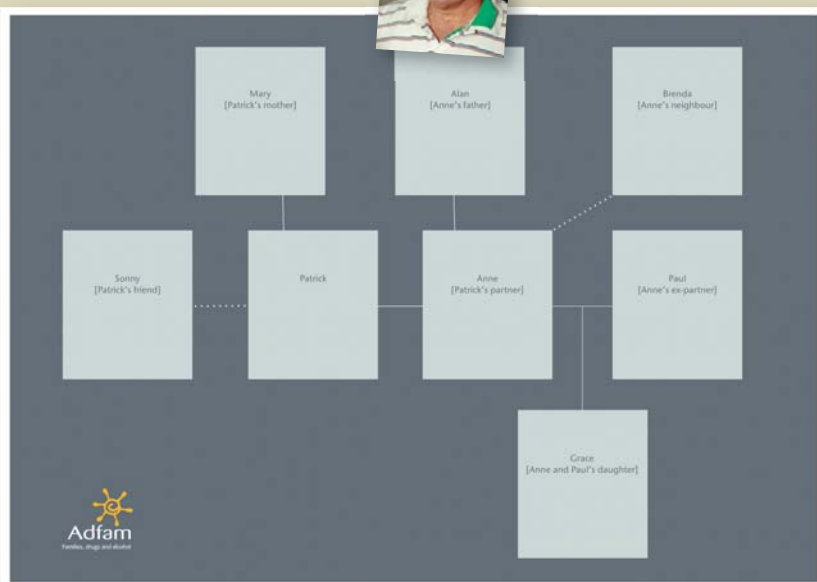 Mary
[Patrick's mother]
Alan
[Anne's father]
Brenda
[Anne's neighbour]
Sonny
[Patrick's friend]
Patrick
Anne
[Patrick's partner]
Paul
[Anne's ex-partner]
Grace
[Anne and Paul's daughter]
Adfam
Families, drugs and alcohol